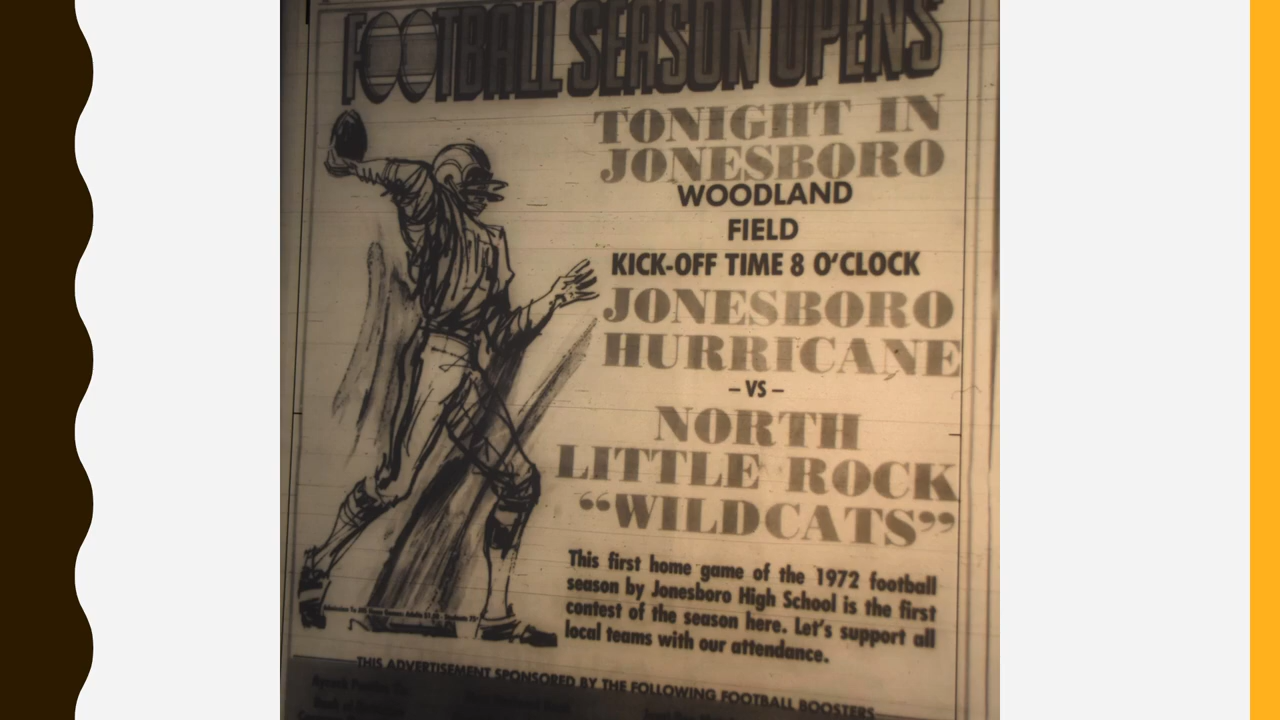 FOOTBALL SEASON OPENS
TONIGHT IN
JONESBORO
WOODLAND
FIELD
KICK-OFF TIME 8 O'CLOCK
JONESBORO
HURRICANE
– VS –
NORTH
LITTLE ROCK
“WILDCATS”
This first home game of the 1972 football
season by Jonesboro High School is the first
contest of the season here. Let's support all
local teams with our attendance.
THIS ADVERTISEMENT SPONSORED BY THE FOLLOWING FOOTBALL BOOSTERS